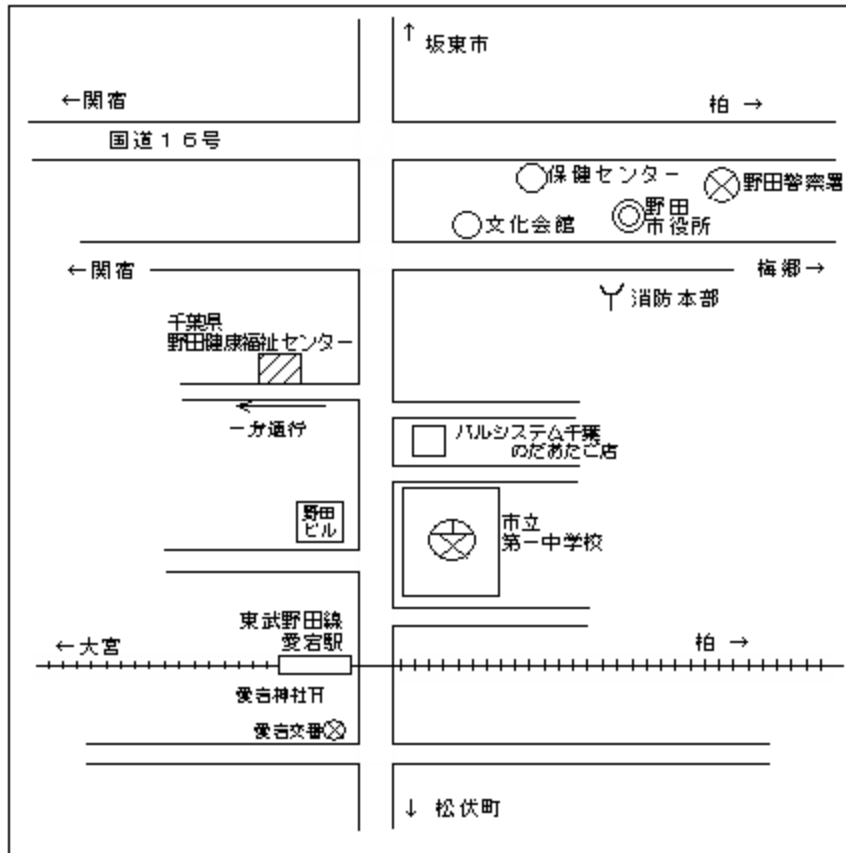 ↑
坂東市
←関宿
柏 →
国道16号
保健センター
野田警察署
文化会館
野田
市役所
←関宿
梅郷→
消防本部
千葉県
野田健康福祉センター
一方通行
パルシステム千葉
のだあたご店
野田
ビル
市立
第一中学校
東武野田線
愛宕駅
←大宮
柏 →
愛宕神社
愛宕交番
↓ 松伏町